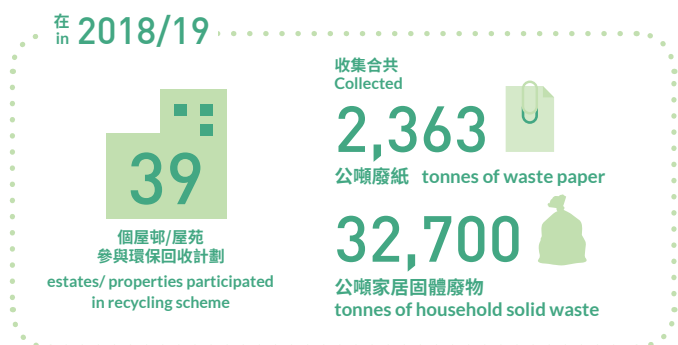 在
in 2018/19
39
個屋邨/屋苑
參與環保回收計劃
estates/ properties participated
in recycling scheme
收集合共
Collected
2,363
公噸廢紙 tonnes of waste paper
32,700
公噸家居固體廢物
tonnes of household solid waste